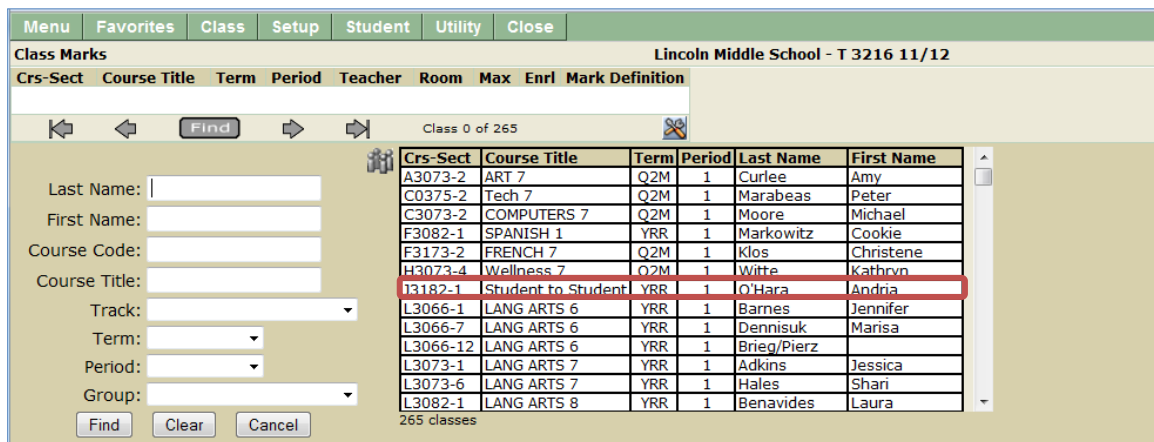 Menu Favorites Class Setup Student Utility Close
Class Marks Lincoln Middle School - T 3216 11/12
Crs-Sect Course Title Term Period Teacher Room Max Enrl Mark Definition
Find Class 0 of 265
Last Name:
First Name:
Course Code:
Course Title:
Track:
Term:
Period:
Group:
Find Clear Cancel
Crs-Sect Course Title Term Period Last Name First Name
A3073-2 ART 7 Q2M 1 Curlee Amy
C0375-2 Tech 7 Q2M 1 Marabeas Peter
C3073-2 COMPUTERS 7 Q2M 1 Moore Michael
F3082-1 SPANISH 1 YRR 1 Markowitz Cookie
F3173-2 FRENCH 7 Q2M 1 Klos Christene
H3073-4 Wellness 7 Q2M 1 Witte Kathryn
J3182-1 Student to Student YRR 1 O'Hara Andria
L3066-1 LANG ARTS 6 YRR 1 Barnes Jennifer
L3066-7 LANG ARTS 6 YRR 1 Dennisuk Marisa
L3066-12 LANG ARTS 6 YRR 1 Brieg/Pierz
L3073-1 LANG ARTS 7 YRR 1 Adkins Jessica
L3073-6 LANG ARTS 7 YRR 1 Hales Shari
L3082-1 LANG ARTS 8 YRR 1 Benavides Laura
265 classes